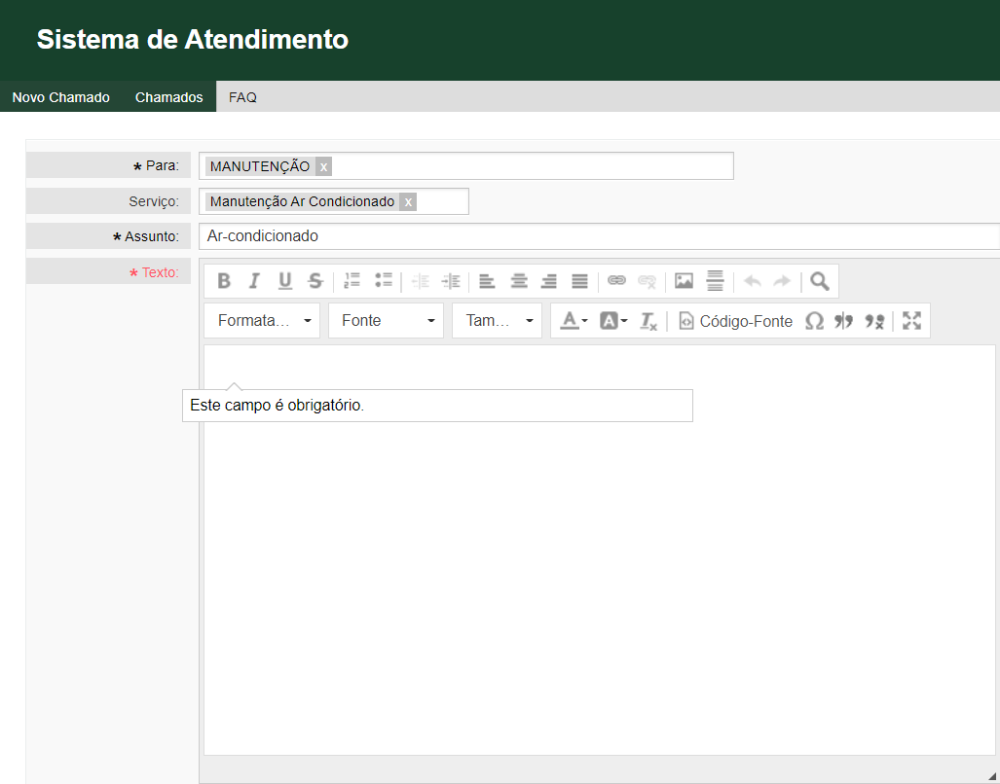 Sistema de Atendimento
Novo Chamado Chamados FAQ
* Para: MANUTENÇÃO x
Serviço: Manutenção Ar Condicionado x
* Assunto: Ar-condicionado
* Texto:
B I U S
Formata... Fonte Tam... A A Tx Código-Fonte Ω
Este campo é obrigatório.